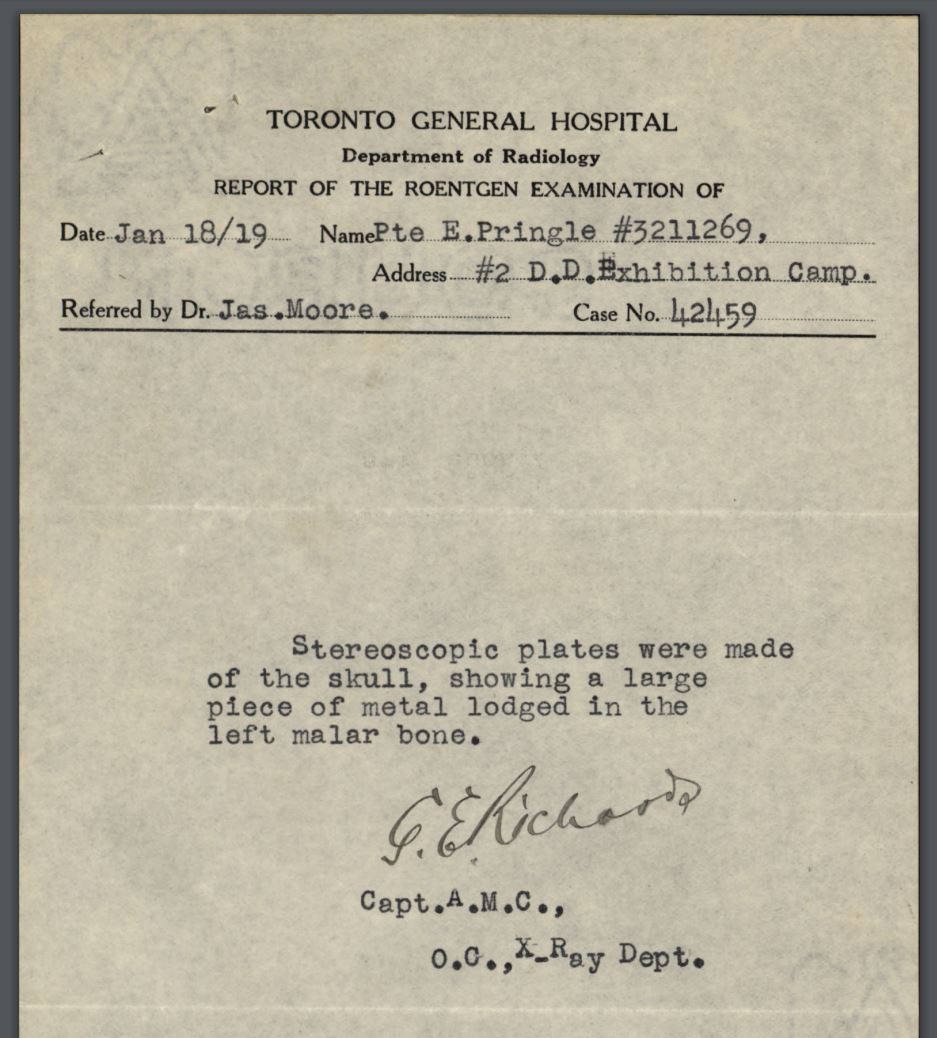 TORONTO GENERAL HOSPITAL
Department of Radiology
REPORT OF THE ROENTGEN EXAMINATION OF
Date Jan 18/19 Name Pte E.Pringle #3211269,
Address #2 D.D.Exhibition Camp.
Referred by Dr. Jas.Moore. Case No. 42459
Stereoscopic plates were made
of the skull, showing a large
piece of metal lodged in the
left malar bone.
G.E.Richards
Capt.A.M.C.,
O.C.,X-Ray Dept.